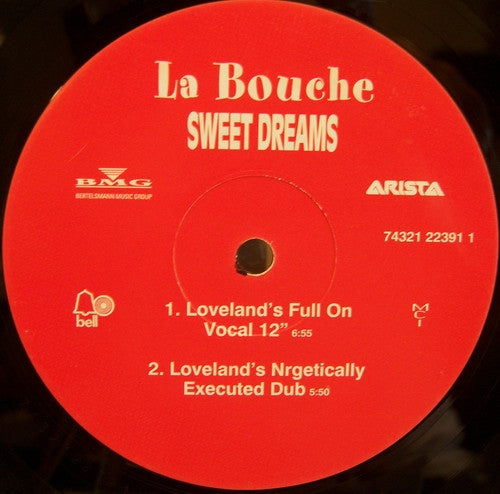 La Bouche
SWEET DREAMS
BMG
BERTELSMANN MUSIC GROUP
ARISTA
74321 22391 1
bell
1. Loveland's Full On
Vocal 12” 6:55
M
C
I
2. Loveland's Nrgetically
Executed Dub 5:50